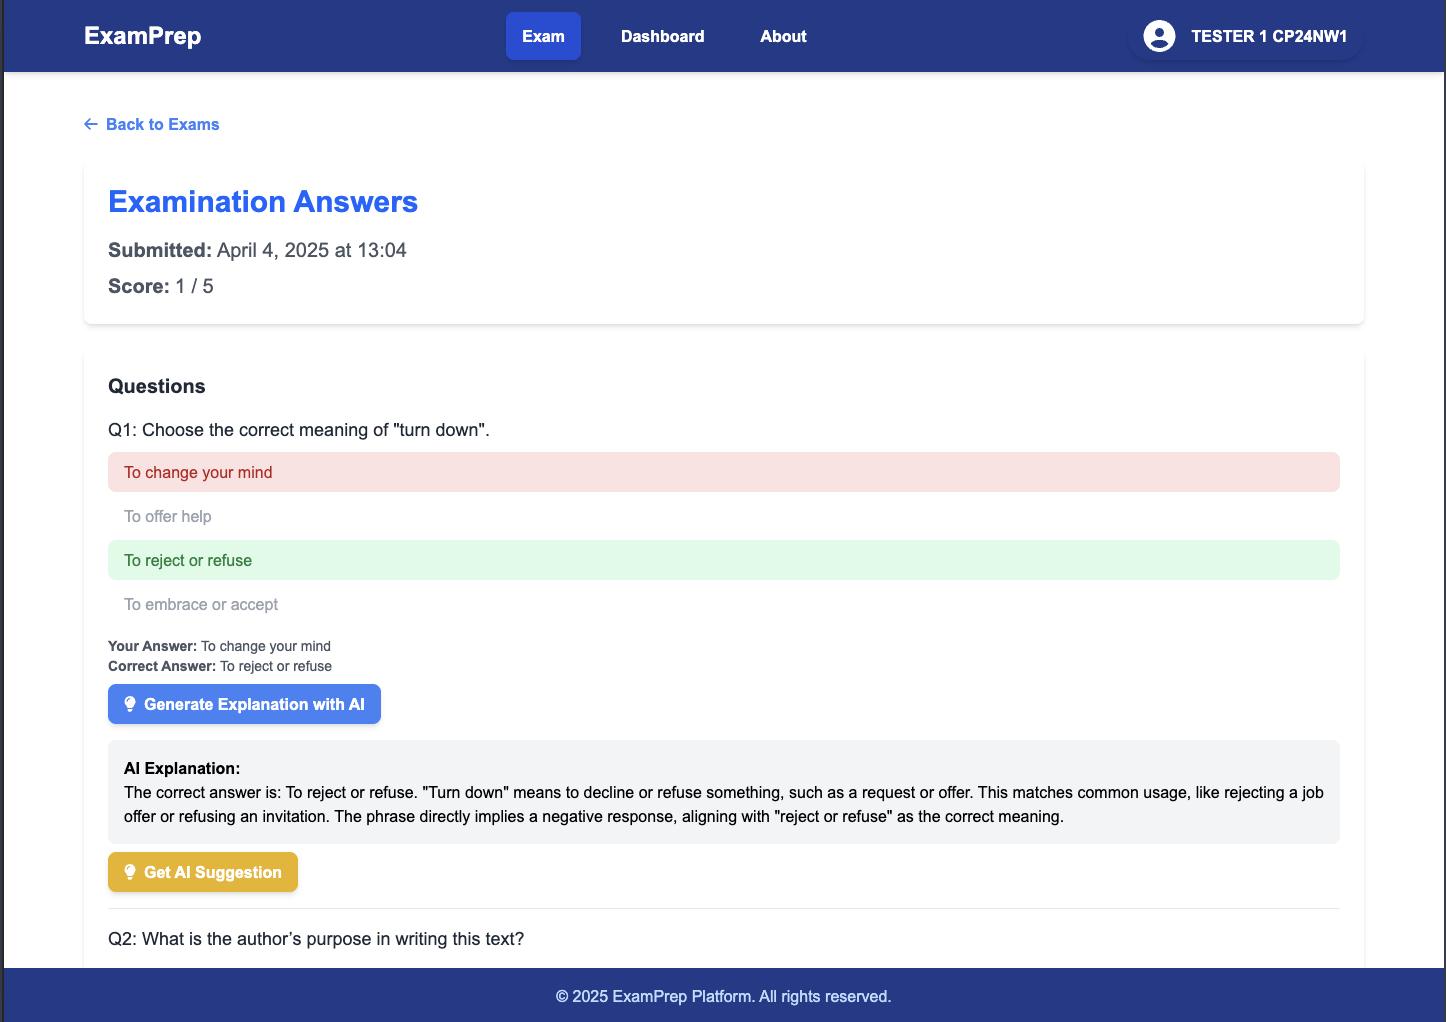 ExamPrep
Exam
Dashboard
About
TESTER 1 CP24NW1
Back to Exams
Examination Answers
Submitted: April 4, 2025 at 13:04
Score: 1 / 5
Questions
Q1: Choose the correct meaning of "turn down".
To change your mind
To offer help
To reject or refuse
To embrace or accept
Your Answer: To change your mind
Correct Answer: To reject or refuse
Generate Explanation with AI
AI Explanation:
The correct answer is: To reject or refuse. "Turn down" means to decline or refuse something, such as a request or offer. This matches common usage, like rejecting a job
offer or refusing an invitation. The phrase directly implies a negative response, aligning with "reject or refuse" as the correct meaning.
Get AI Suggestion
Q2: What is the author’s purpose in writing this text?
© 2025 ExamPrep Platform. All rights reserved.